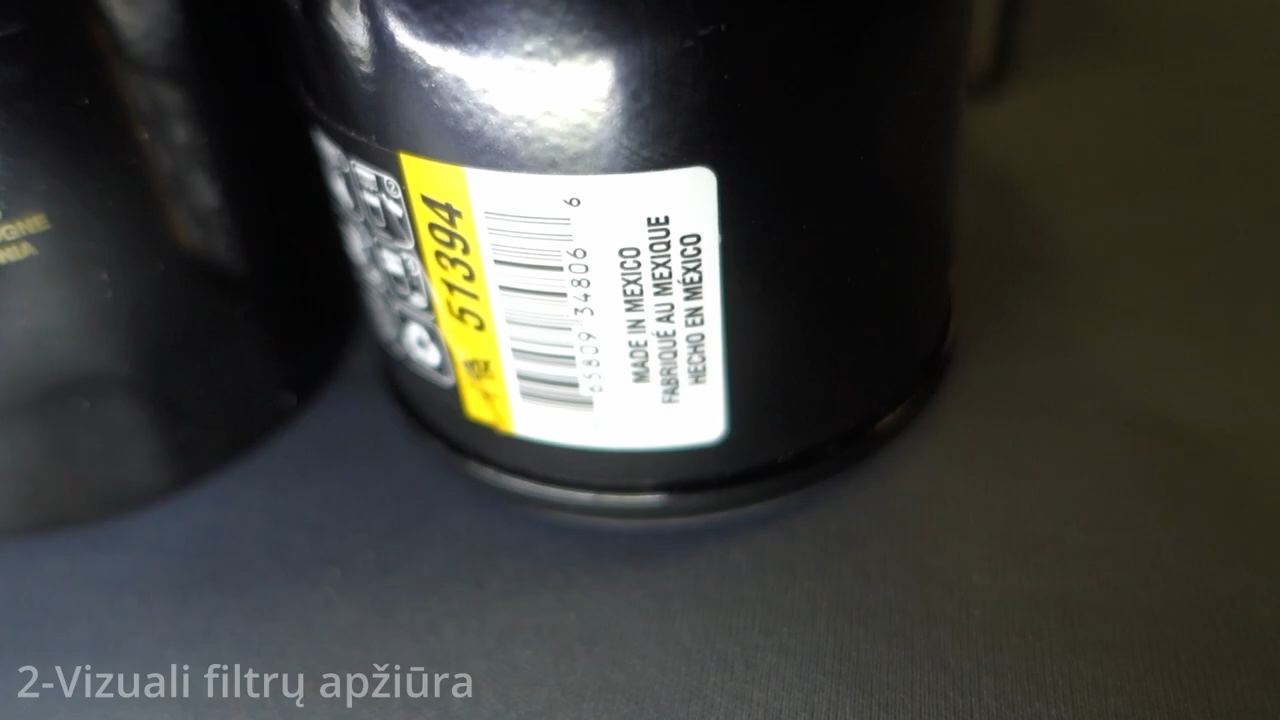 51394
65809 34806 6
MADE IN MEXICO
FABRIQUÉ AU MEXIQUE
HECHO EN MÉXICO
2-Vizuali filtrų apžiūra